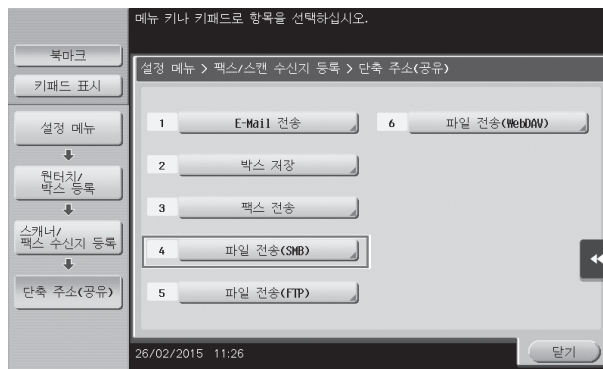 메뉴 키나 키패드로 항목을 선택하십시오.
북마크
키패드 표시
설정 메뉴 > 팩스/스캔 수신지 등록 > 단축 주소(공유)
설정 메뉴
원터치/
박스 등록
스캐너/
팩스 수신지 등록
단축 주소(공유)
1 E-Mail 전송
2 박스 저장
3 팩스 전송
4 파일 전송(SMB)
5 파일 전송(FTP)
6 파일 전송(WebDAV)
26/02/2015 11:26
닫기